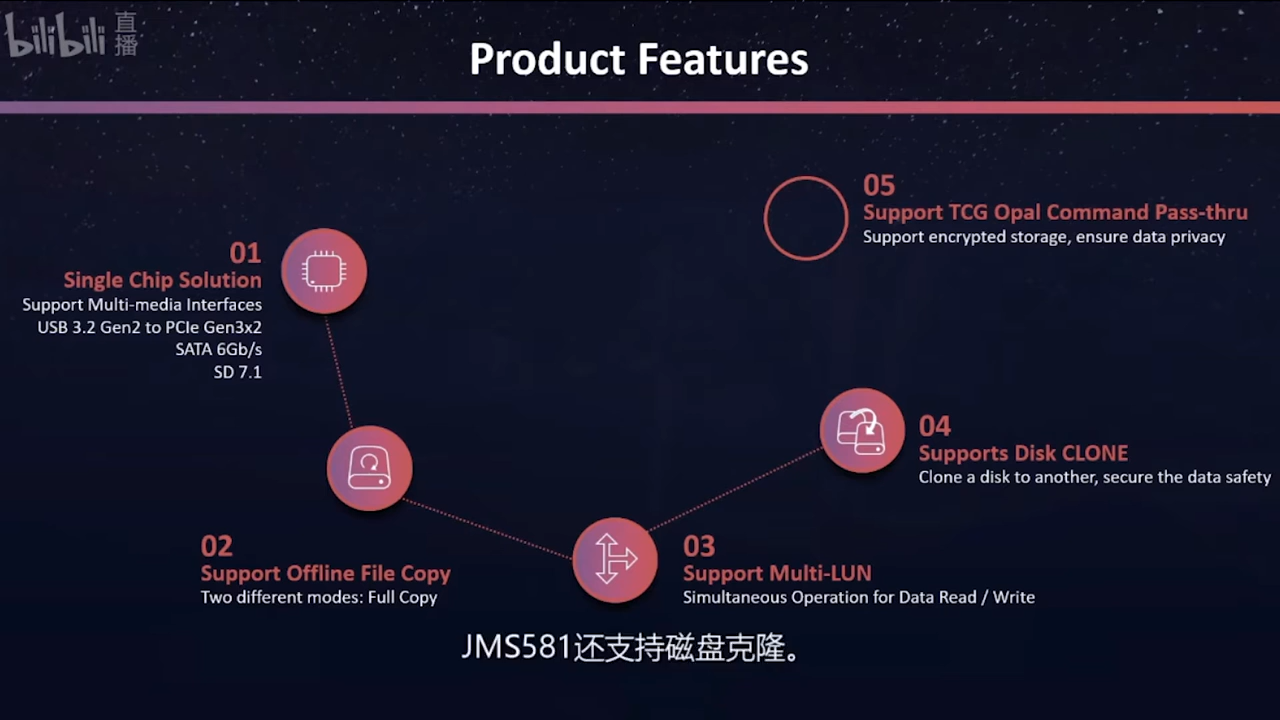 bilibili 直播
Product Features
01
Single Chip Solution
Support Multi-media Interfaces
USB 3.2 Gen2 to PCIe Gen3x2
SATA 6Gb/s
SD 7.1
02
Support Offline File Copy
Two different modes: Full Copy
03
Support Multi-LUN
Simultaneous Operation for Data Read / Write
04
Supports Disk CLONE
Clone a disk to another, secure the data safety
05
Support TCG Opal Command Pass-thru
Support encrypted storage, ensure data privacy
JMS581还支持磁盘克隆。